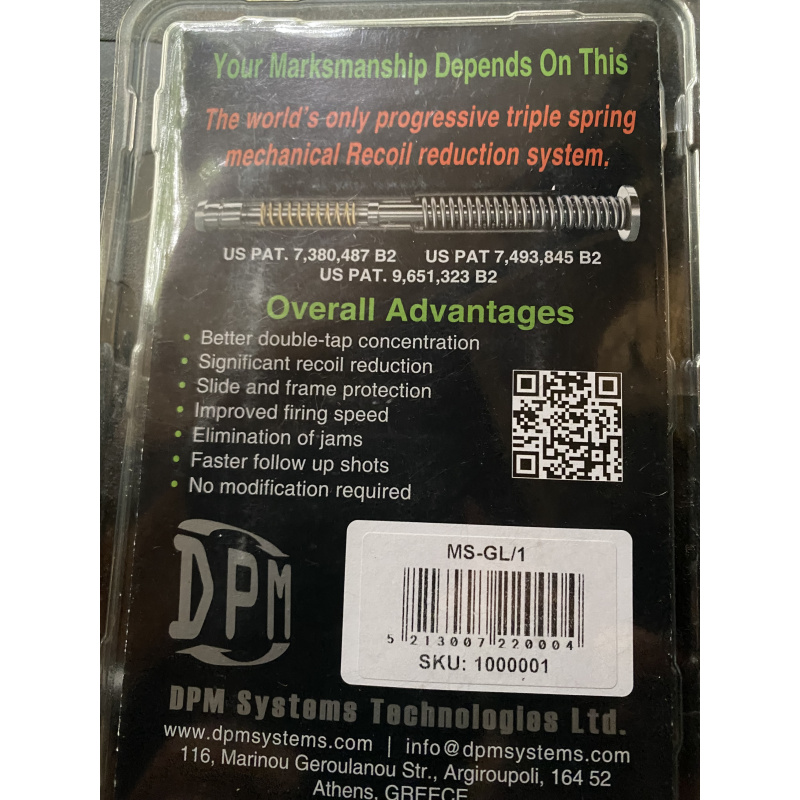 Your Marksmanship Depends On This
The world's only progressive triple spring
mechanical Recoil reduction system.
US PAT. 7,380,487 B2 US PAT 7,493,845 B2
US PAT. 9,651,323 B2
Overall Advantages
• Better double-tap concentration
• Significant recoil reduction
• Slide and frame protection
• Improved firing speed
• Elimination of jams
• Faster follow up shots
• No modification required
DPM
MS-GL/1
5 213007 220004
SKU: 1000001
DPM Systems Technologies Ltd.
www.dpmsystems.com | info@dpmsystems.com
116, Marinou Geroulanou Str., Argiroupoli, 164 52
Athens, GREECE